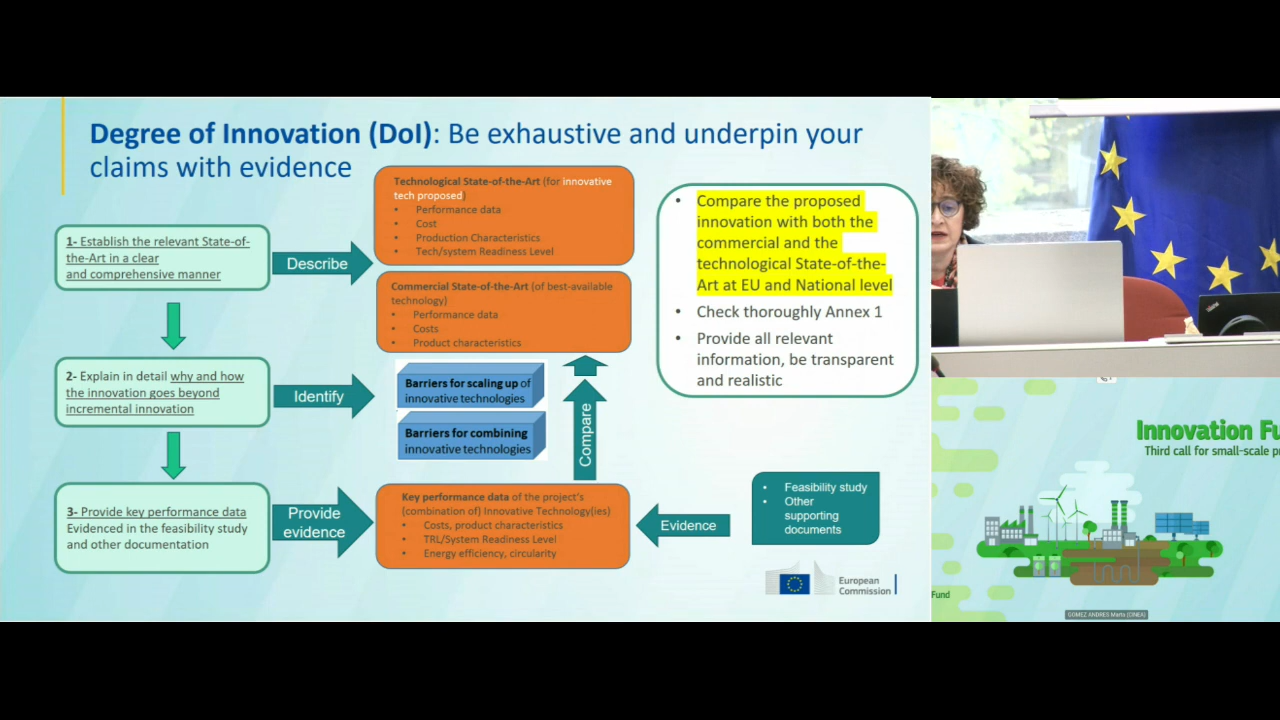 Degree of Innovation (DoI): Be exhaustive and underpin your
claims with evidence
1- Establish the relevant State-of-
the-Art in a clear
and comprehensive manner
Describe
Technological State-of-the-Art (for innovative
tech proposed)
• Performance data
• Cost
• Production Characteristics
• Tech/system Readiness Level
Commercial State-of-the-Art (of best-available
technology)
• Performance data
• Costs
• Product characteristics
2- Explain in detail why and how
the innovation goes beyond
incremental innovation
Identify
Barriers for scaling up of
innovative technologies
Barriers for combining
innovative technologies
Compare
3- Provide key performance data
Evidenced in the feasibility study
and other documentation
Provide
evidence
Key performance data of the project's
(combination of) Innovative Technology(ies)
• Costs, product characteristics
• TRL/System Readiness Level
• Energy efficiency, circularity
Evidence
• Feasibility study
• Other
supporting
documents
• Compare the proposed
innovation with both the
commercial and the
technological State-of-the-
Art at EU and National level
• Check thoroughly Annex 1
• Provide all relevant
information, be transparent
and realistic
European
Commission
Innovation Fu
Third call for small-scale p
Fund
GOMEZ ANDRES Marta (CINEA)